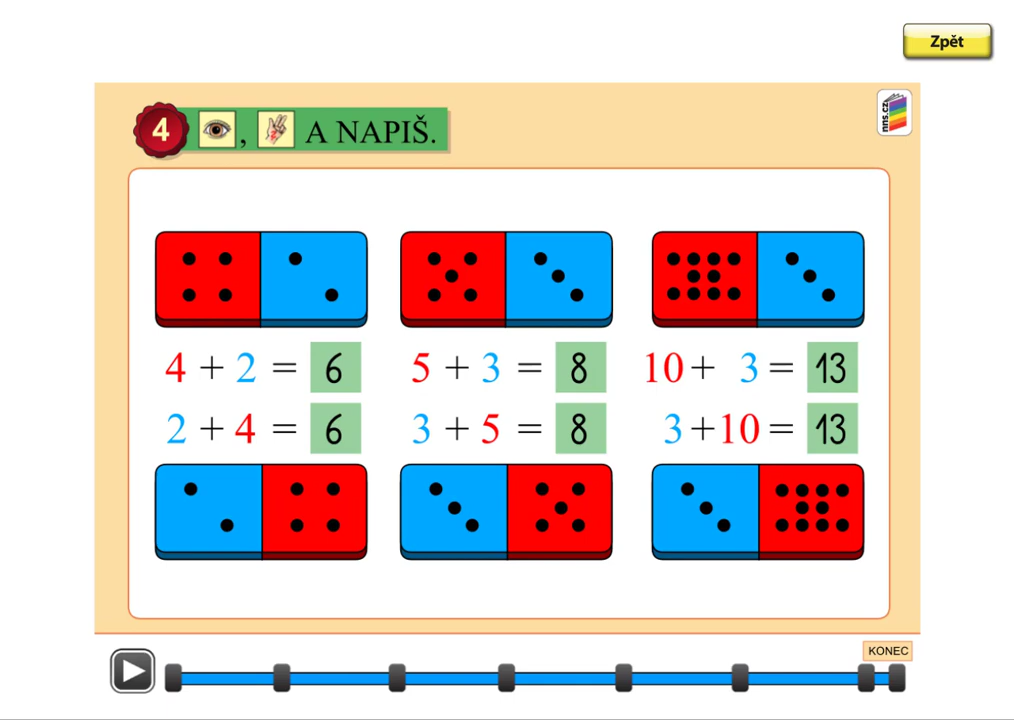 Zpět
nns.cz
4 , A NAPIŠ.
4 + 2 = 6 5 + 3 = 8 10 + 3 = 13
2 + 4 = 6 3 + 5 = 8 3 + 10 = 13
KONEC